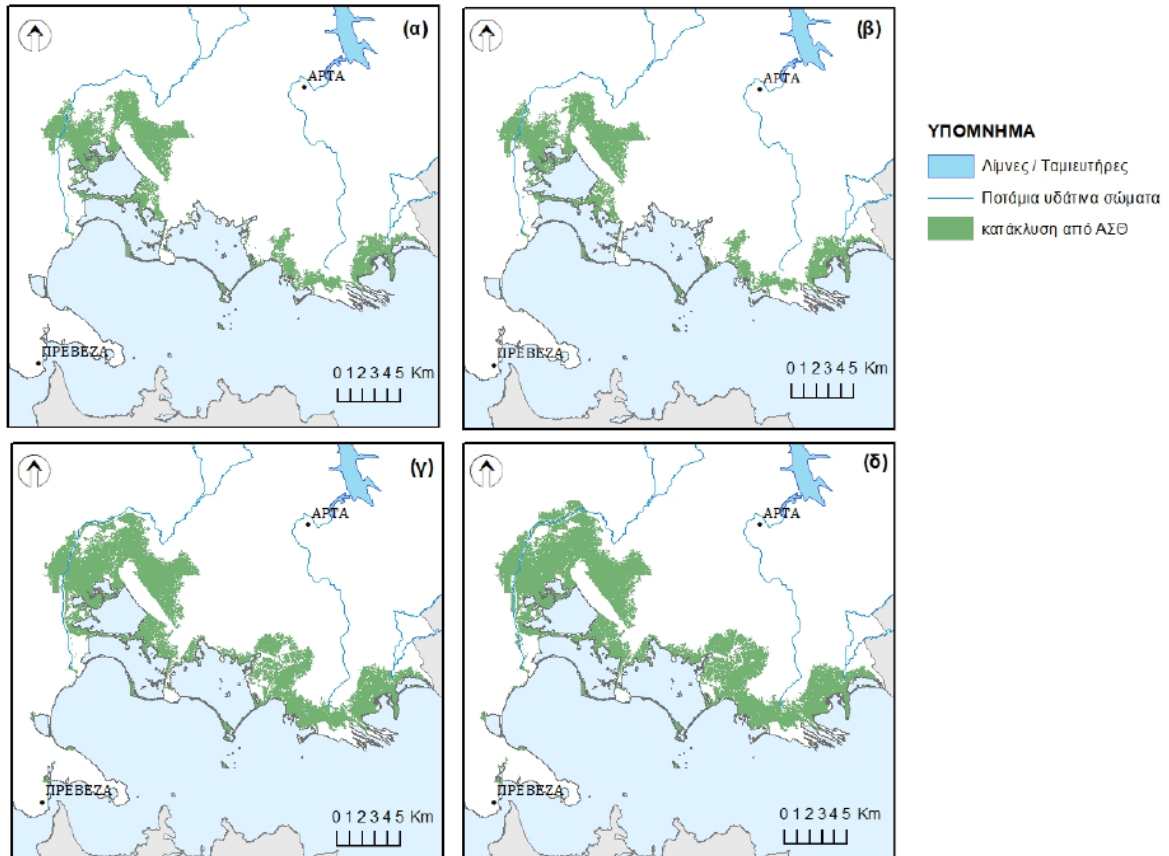 (α)
ΑΡΤΑ
ΠΡΕΒΕΖΑ
0 1 2 3 4 5 Km
(β)
ΑΡΤΑ
ΠΡΕΒΕΖΑ
0 1 2 3 4 5 Km
ΥΠΟΜΝΗΜΑ
Λίμνες / Ταμιευτήρες
Ποτάμια υδάτινα σώματα
κατάκλυση από ΑΣΘ
(γ)
ΑΡΤΑ
ΠΡΕΒΕΖΑ
0 1 2 3 4 5 Km
(δ)
ΑΡΤΑ
ΠΡΕΒΕΖΑ
0 1 2 3 4 5 Km